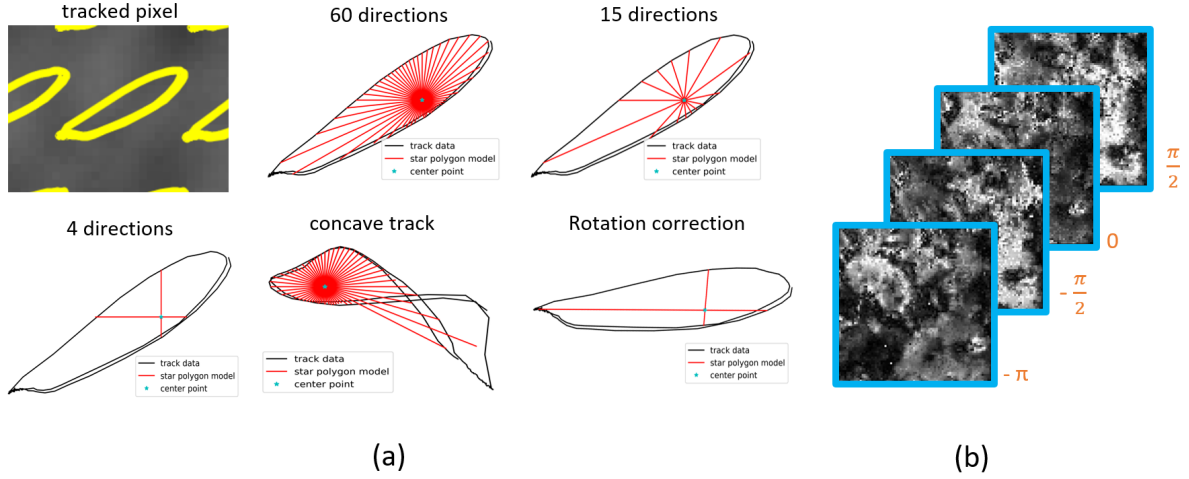 tracked pixel
60 directions
15 directions
track data
star polygon model
center point
track data
star polygon model
center point
4 directions
concave track
Rotation correction
track data
star polygon model
center point
track data
star polygon model
center point
track data
star polygon model
center point
π/2
0
- π/2
- π
(a)
(b)